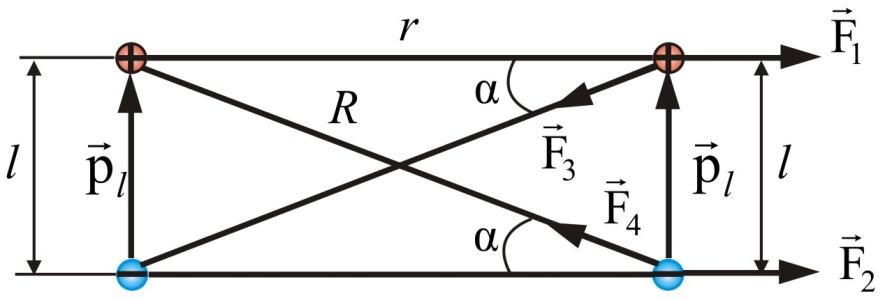 r
F⃗₁
α
R
l
p⃗ₗ
F⃗₃
p⃗ₗ
l
F⃗₄
α
F⃗₂